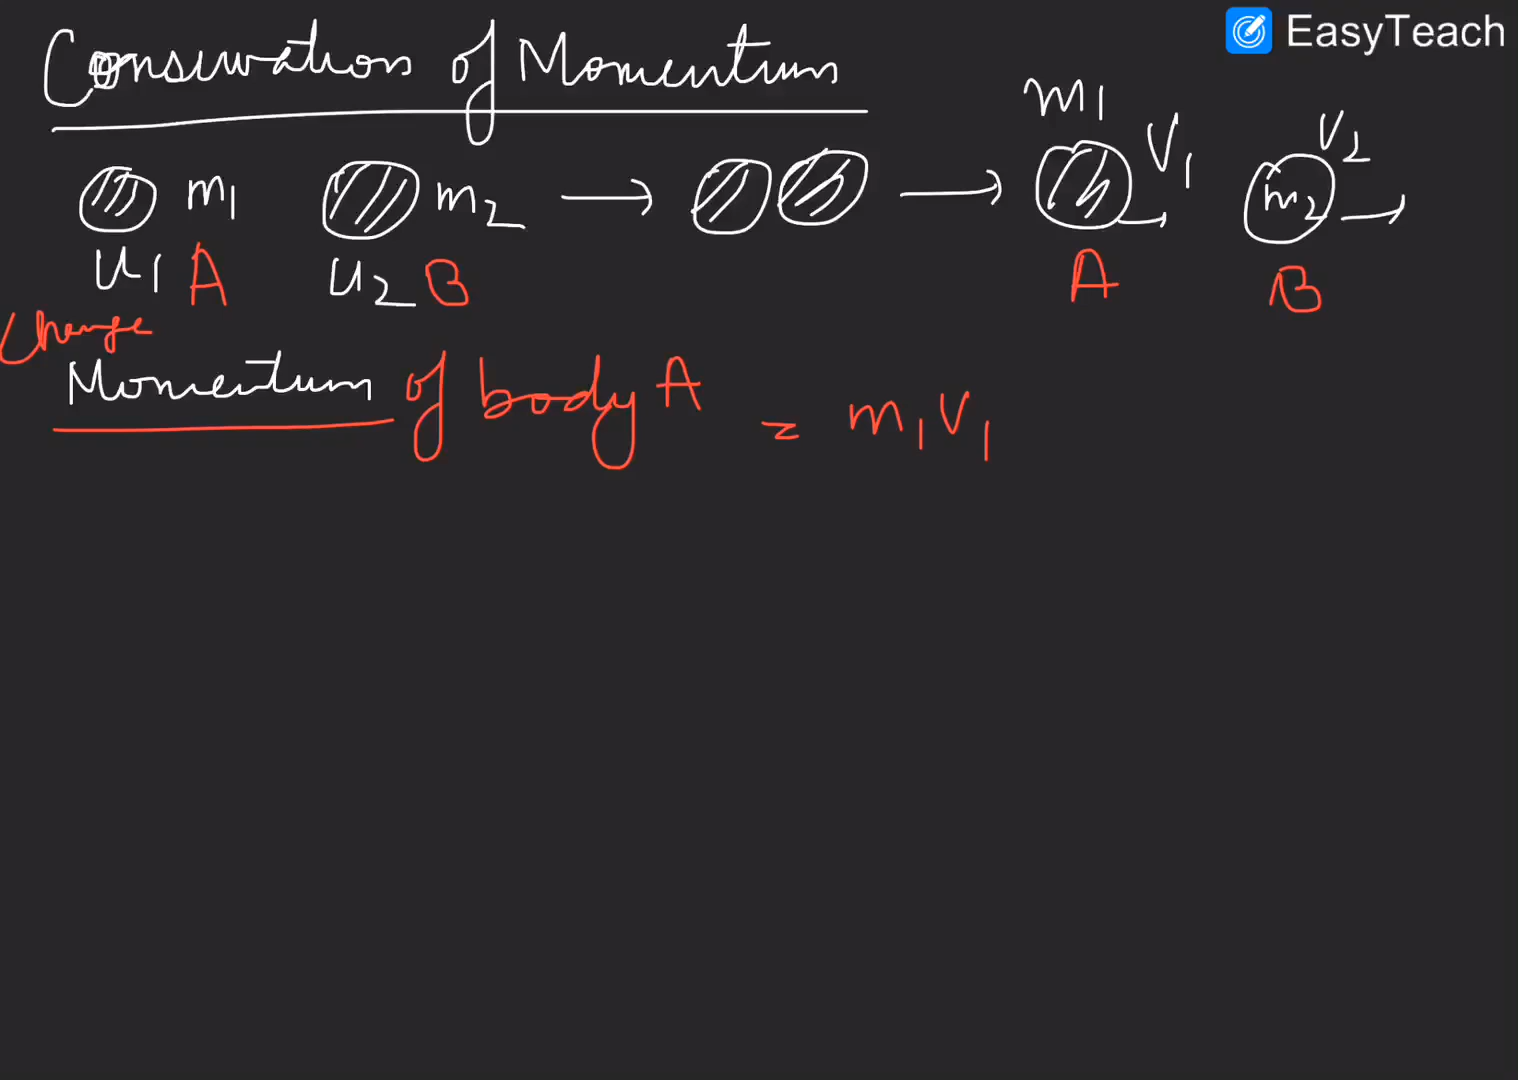 Conservation of Momentum
EasyTeach
m1 V1 V2
m1 m2 m2
u1 A u2 B A B
Change
Momentum of body A = m1V1